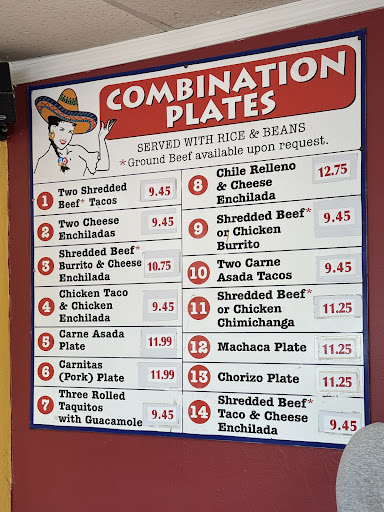 COMBINATION
PLATES
SERVED WITH RICE & BEANS
*Ground Beef available upon request.
1 Two Shredded
Beef* Tacos 9.45
2 Two Cheese
Enchiladas 9.45
3 Shredded Beef*
Burrito & Cheese
Enchilada 10.75
4 Chicken Taco
& Chicken
Enchilada 9.45
5 Carne Asada
Plate 11.99
6 Carnitas
(Pork) Plate 11.99
7 Three Rolled
Taquitos
with Guacamole 9.45
8 Chile Relleno
& Cheese
Enchilada 12.75
9 Shredded Beef*
or Chicken
Burrito 9.45
10 Two Carne
Asada Tacos 9.45
11 Shredded Beef*
or Chicken
Chimichanga 11.25
12 Machaca Plate 11.25
13 Chorizo Plate 11.25
14 Shredded Beef*
Taco & Cheese
Enchilada 9.45